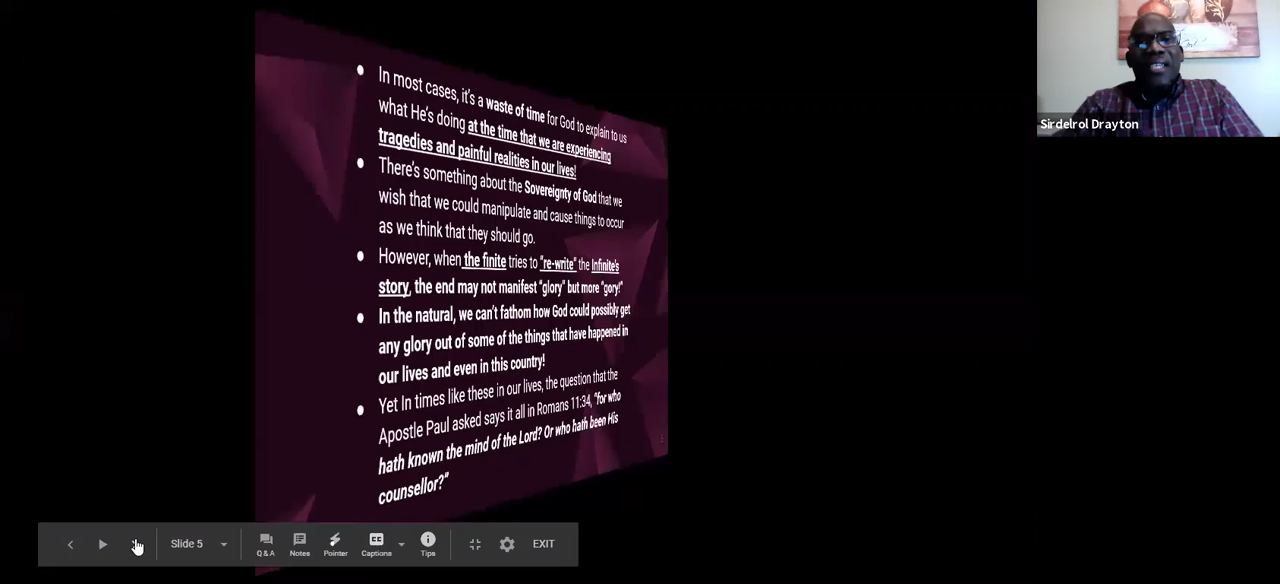 In most cases, it's a waste of time for God to explain to us
what He's doing at the time that we are experiencing
tragedies and painful realities in our lives!
There's something about the Sovereignty of God that we
wish that we could manipulate and cause things to occur
as we think that they should go.
However, when the finite tries to "re-write" the Infinite's
story, the end may not manifest "glory" but more "gory!"
In the natural, we can't fathom how God could possibly get
any glory out of some of the things that have happened in
our lives and even in this country!
Yet In times like these in our lives, the question that the
Apostle Paul asked says it all in Romans 11:34, "for who
hath known the mind of the Lord? Or who hath been His
counsellor?"
Sirdelrol Drayton
Slide 5
Q & A
Notes
Pointer
CC
Captions
Tips
EXIT